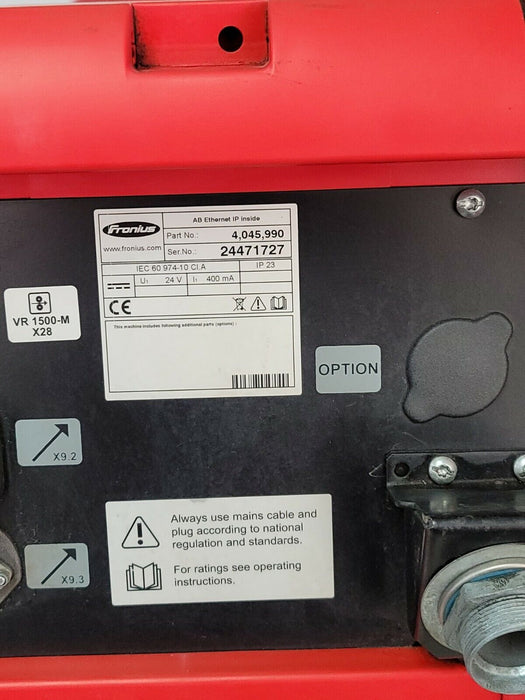 Fronius
www.fronius.com
AB Ethernet IP inside
Part No.: 4,045,990
Ser.No.: 24471727
IEC 60 974-10 Cl.A IP 23
U1 24 V I1 400 mA
CE
This machine includes following additional parts (options) :
VR 1500-M
X28
OPTION
X9:2
X9.3
Always use mains cable and
plug according to national
regulation and standards.
For ratings see operating
instructions.